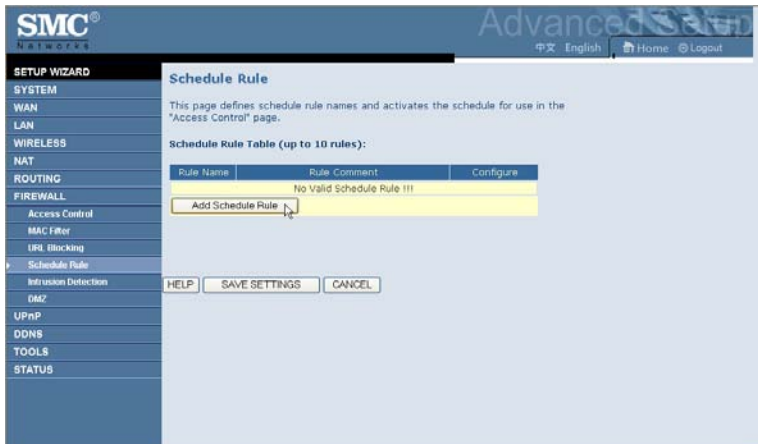 SMC®
Networks
Advanced Setup
中文 English Home Logout
SETUP WIZARD
SYSTEM
WAN
LAN
WIRELESS
NAT
ROUTING
FIREWALL
Access Control
MAC Filter
URL Blocking
Schedule Rule
Intrusion Detection
DMZ
UPnP
DDNS
TOOLS
STATUS
Schedule Rule
This page defines schedule rule names and activates the schedule for use in the
"Access Control" page.
Schedule Rule Table (up to 10 rules):
Rule Name Rule Comment Configure
No Valid Schedule Rule !!!
Add Schedule Rule
HELP SAVE SETTINGS CANCEL